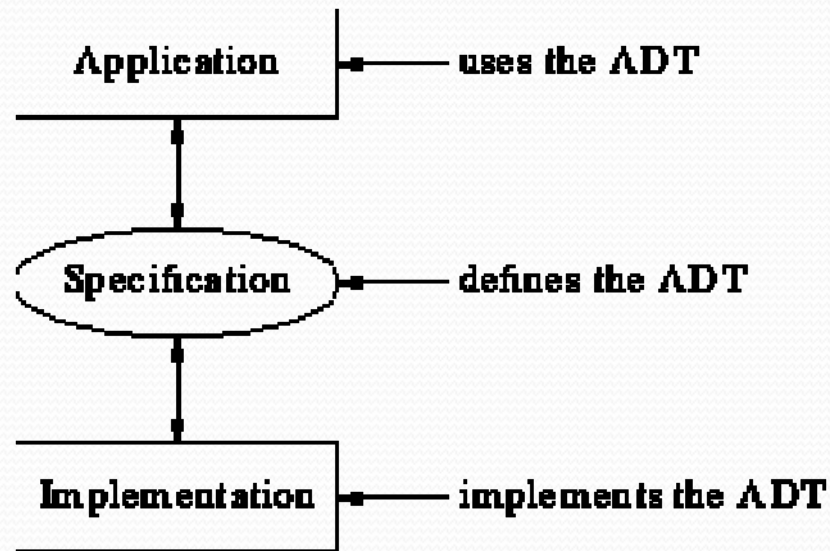 Application
uses the ADT
Specification
defines the ADT
Implementation
implements the ADT